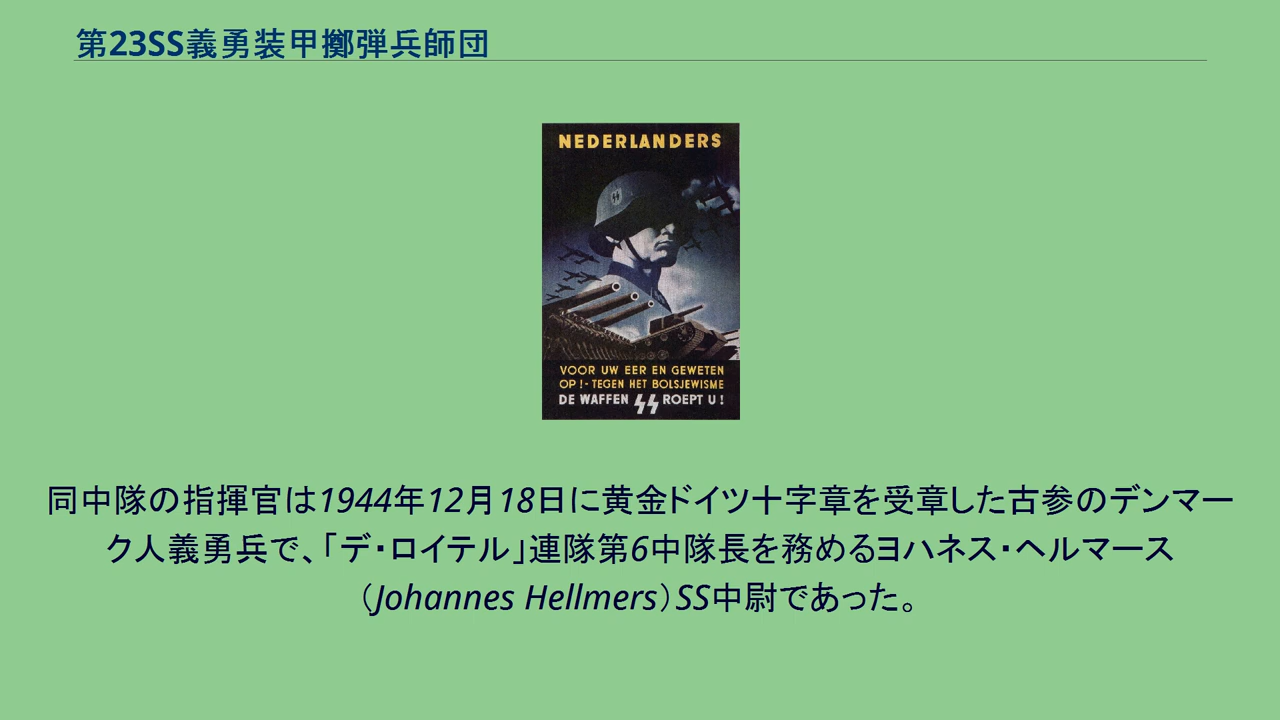 第23SS義勇装甲擲弾兵師団
NEDERLANDERS
VOOR UW EER EN GEWETEN
OP!- TEGEN HET BOLSJEWISME
DE WAFFEN SS ROEPT U!
同中隊の指揮官は1944年12月18日に黄金ドイツ十字章を受章した古参のデンマー
ク人義勇兵で、「デ・ロイテル」連隊第6中隊長を務めるヨハネス・ヘルマース
（Johannes Hellmers）SS中尉であった。